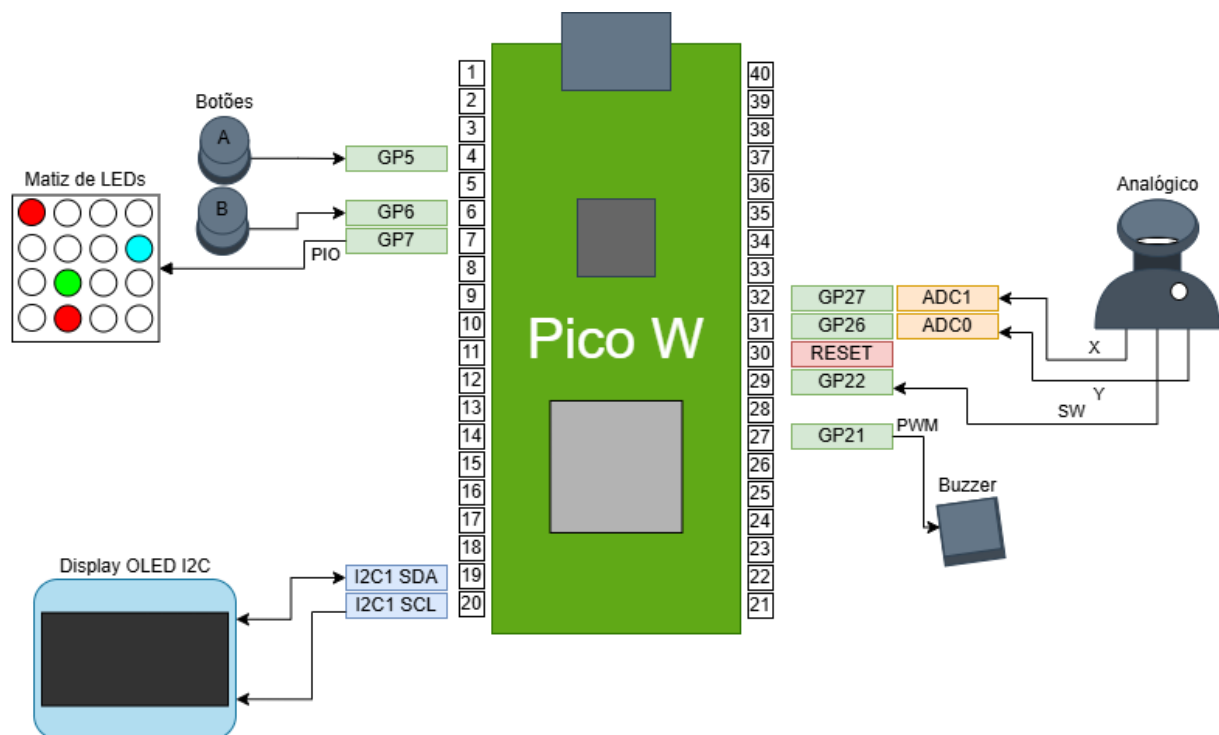 Botões
A
B
GP5
GP6
GP7
PIO
Matiz de LEDs
Display OLED I2C
I2C1 SDA
I2C1 SCL
1
2
3
4
5
6
7
8
9
10
11
12
13
14
15
16
17
18
19
20
Pico W
40
39
38
37
36
35
34
33
32
31
30
29
28
27
26
25
24
23
22
21
GP27
ADC1
GP26
ADC0
RESET
GP22
GP21
PWM
Analógico
X
Y
SW
Buzzer